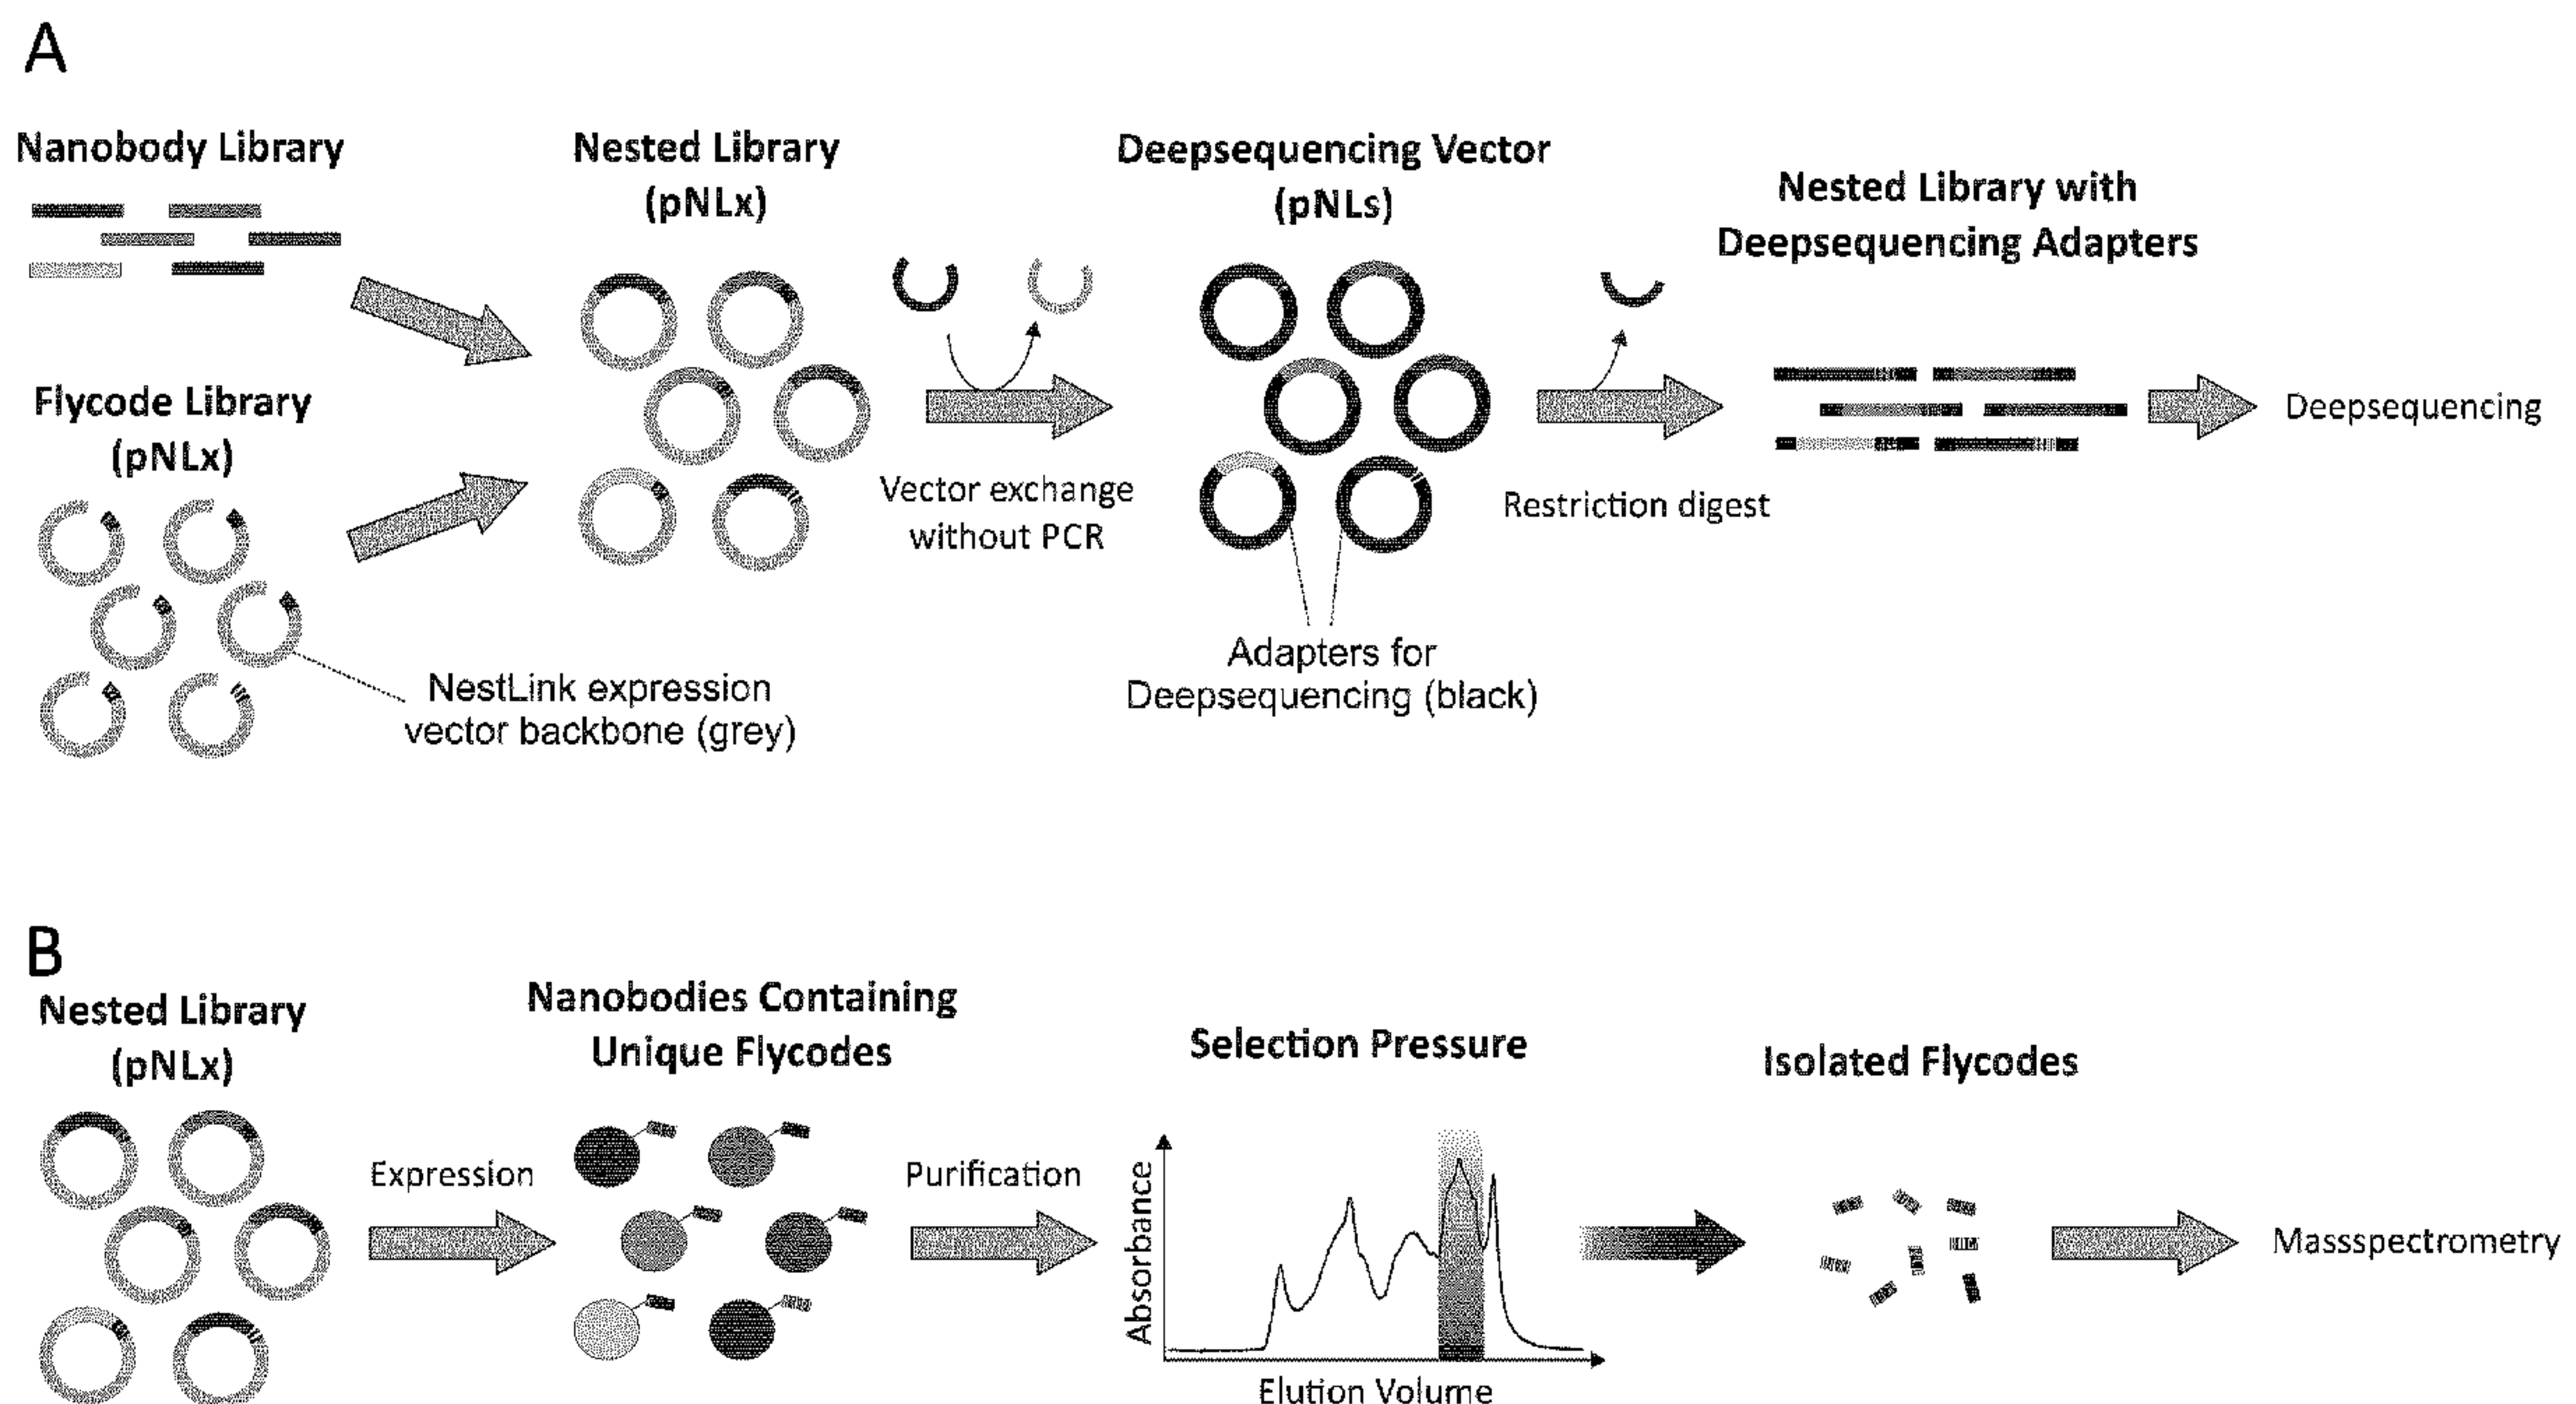 A
Nanobody Library
Flycode Library
(pNLx)
NestLink expression
vector backbone (grey)
Nested Library
(pNLx)
Vector exchange
without PCR
Deepsequencing Vector
(pNLs)
Adapters for
Deepsequencing (black)
Restriction digest
Nested Library with
Deepsequencing Adapters
Deepsequencing
B
Nested Library
(pNLx)
Expression
Nanobodies Containing
Unique Flycodes
Purification
Selection Pressure
Absorbance
Elution Volume
Isolated Flycodes
Massspectrometry